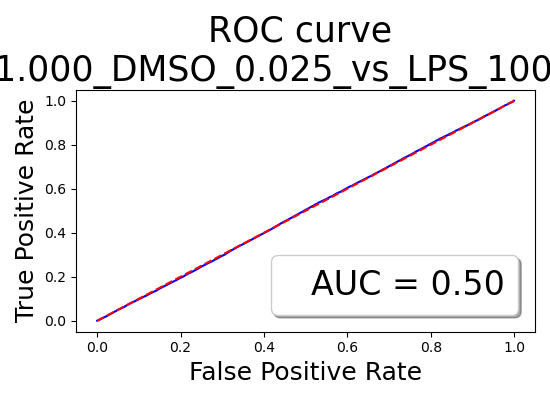 ROC curve
1.000_DMSO_0.025_vs_LPS_100
True Positive Rate
1.0
0.8
0.6
0.4
0.2
0.0
AUC = 0.50
0.0 0.2 0.4 0.6 0.8 1.0
False Positive Rate